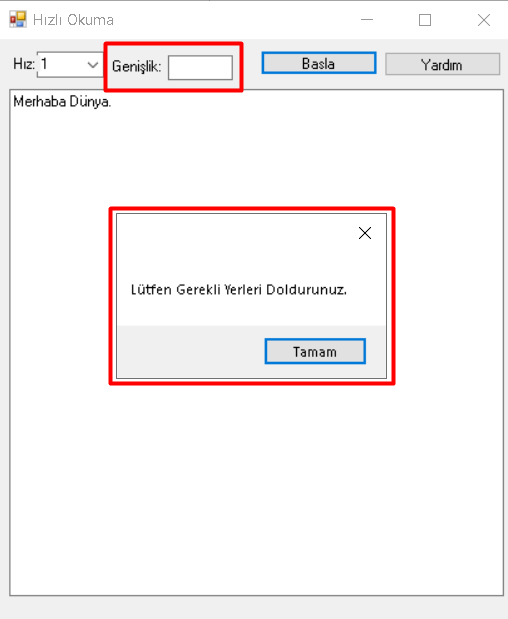 Hızlı Okuma
Hız: 1 Genişlik: Basla Yardım
Merhaba Dünya.
Lütfen Gerekli Yerleri Doldurunuz.
Tamam